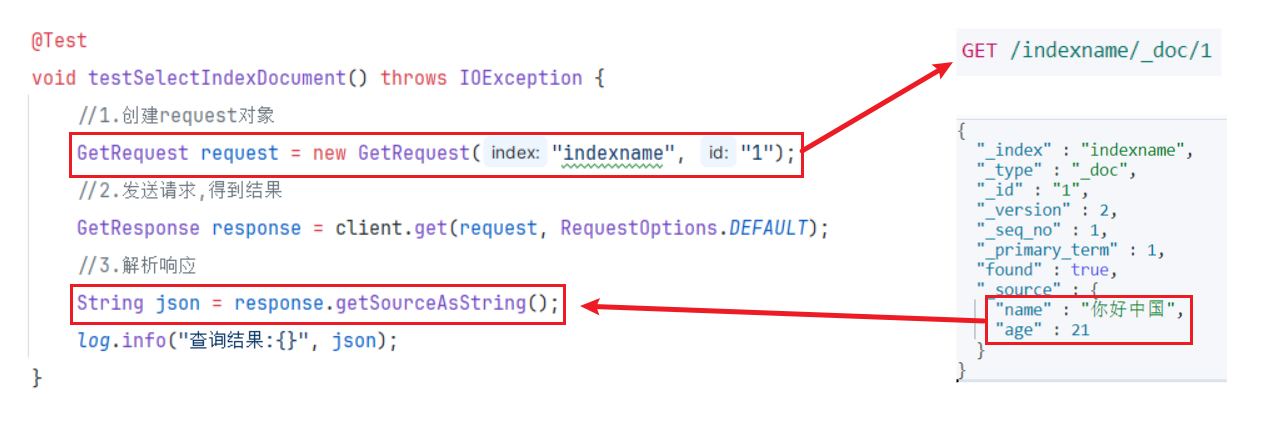 @Test
void testSelectIndexDocument() throws IOException {
//1.创建request对象
GetRequest request = new GetRequest( index: "indexname", id: "1");
//2.发送请求,得到结果
GetResponse response = client.get(request, RequestOptions.DEFAULT);
//3.解析响应
String json = response.getSourceAsString();
log.info("查询结果:{}", json);
}
GET /indexname/_doc/1
{
"_index" : "indexname",
"_type" : "_doc",
"_id" : "1",
"_version" : 2,
"_seq_no" : 1,
"_primary_term" : 1,
"found" : true,
"_source" : {
"name" : "你好中国",
"age" : 21
}
}